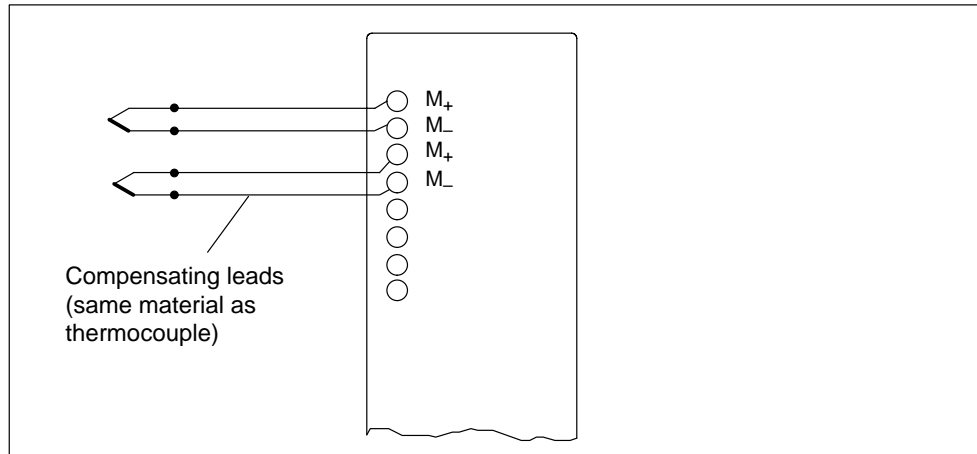 M+
M–
M+
M–
Compensating leads
(same material as
thermocouple)